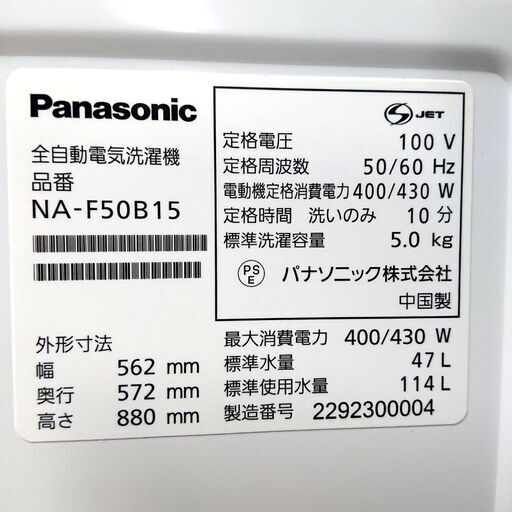 Panasonic
全自動電気洗濯機
品番
NA-F50B15
外形寸法
幅 562 mm
奥行 572 mm
高さ 880 mm
S JET
定格電圧 100 V
定格周波数 50/60 Hz
電動機定格消費電力 400/430 W
定格時間 洗いのみ 10 分
標準洗濯容量 5.0 kg
PS
E
パナソニック株式会社
中国製
最大消費電力 400/430 W
標準水量 47 L
標準使用水量 114 L
製造番号 2292300004